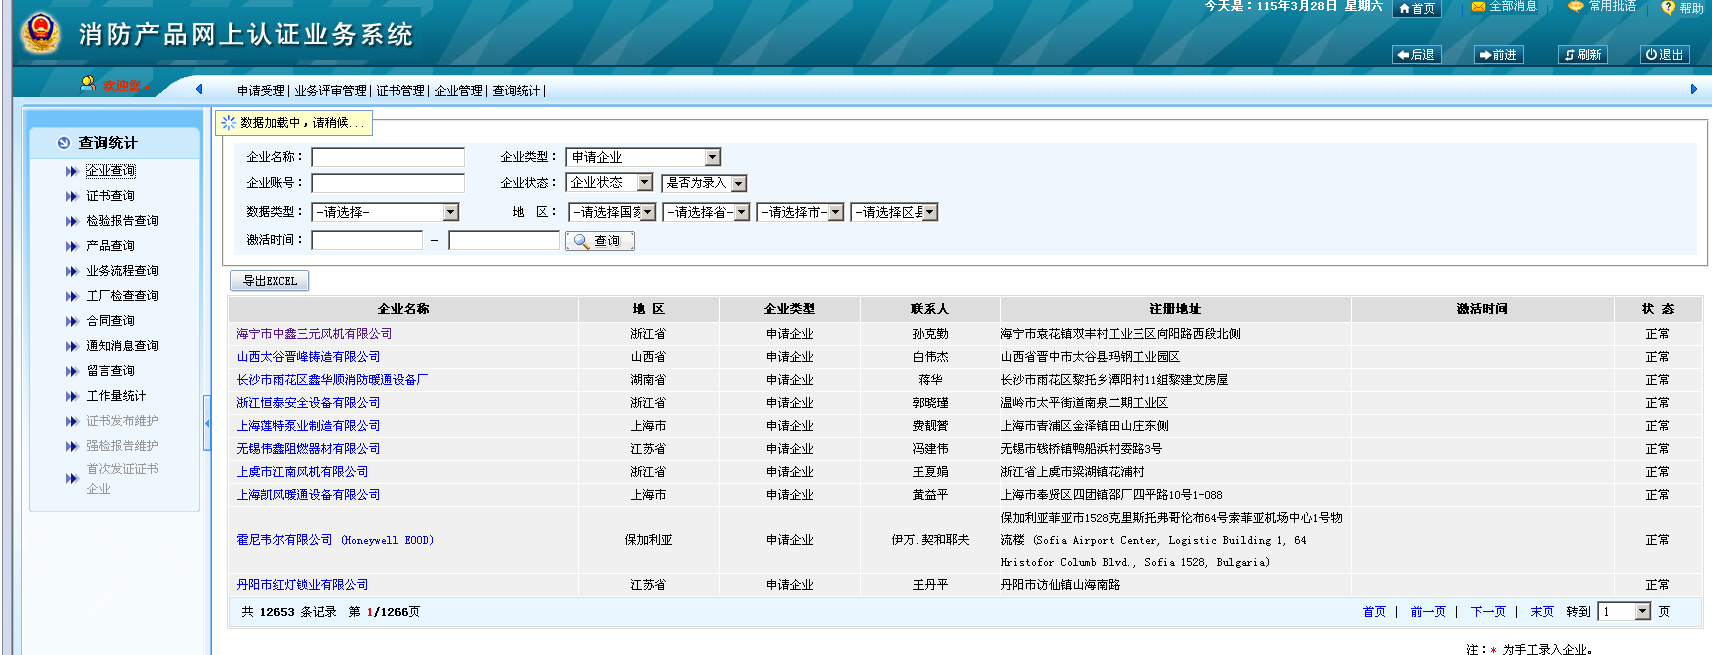 今天是：115年3月28日 星期六 首页 全部消息 常用批语 帮助
消防产品网上认证业务系统
后退 前进 刷新 退出
欢迎您
申请受理| 业务评审管理| 证书管理| 企业管理| 查询统计|
数据加载中，请稍候...
查询统计
企业查询
证书查询
检验报告查询
产品查询
业务流程查询
工厂检查查询
合同查询
通知消息查询
留言查询
工作量统计
证书发布维护
强检报告维护
首次发证证书
企业
企业名称： 企业类型： 申请企业
企业账号： 企业状态： 企业状态 是否为录入
数据类型： -请选择- 地 区： -请选择国家 -请选择省- -请选择市- -请选择区县
激活时间： — 查询
导出EXCEL
企业名称 地 区 企业类型 联系人 注册地址 激活时间 状 态
海宁市中鑫三元风机有限公司 浙江省 申请企业 孙克勤 海宁市袁花镇双丰村工业三区向阳路西段北侧 正常
山西太谷晋峰铸造有限公司 山西省 申请企业 白伟杰 山西省晋中市太谷县玛钢工业园区 正常
长沙市雨花区鑫华顺消防暖通设备厂 湖南省 申请企业 蒋华 长沙市雨花区黎托乡潭阳村11组黎建文房屋 正常
浙江恒泰安全设备有限公司 浙江省 申请企业 郭晓瑾 温岭市太平街道南泉二期工业区 正常
上海莲特泵业制造有限公司 上海市 申请企业 费靓赟 上海市青浦区金泽镇田山庄东侧 正常
无锡伟鑫阻燃器材有限公司 江苏省 申请企业 冯建伟 无锡市钱桥镇鸭船浜村委路3号 正常
上虞市江南风机有限公司 浙江省 申请企业 王夏娟 浙江省上虞市梁湖镇花浦村 正常
上海凯风暖通设备有限公司 上海市 申请企业 黄益平 上海市奉贤区四团镇邵厂四平路10号1-088 正常
霍尼韦尔有限公司 (Honeywell EOOD) 保加利亚 申请企业 伊万.契和耶夫 保加利亚菲亚市1528克里斯托弗哥伦布64号索菲亚机场中心1号物
流楼 (Sofia Airport Center, Logistic Building 1, 64
Hristofor Columb Blvd., Sofia 1528, Bulgaria) 正常
丹阳市红灯锁业有限公司 江苏省 申请企业 王丹平 丹阳市访仙镇山海南路 正常
共 12653 条记录 第 1/1266页 首页 | 前一页 | 下一页 | 末页 转到 1 页
注：* 为手工录入企业。